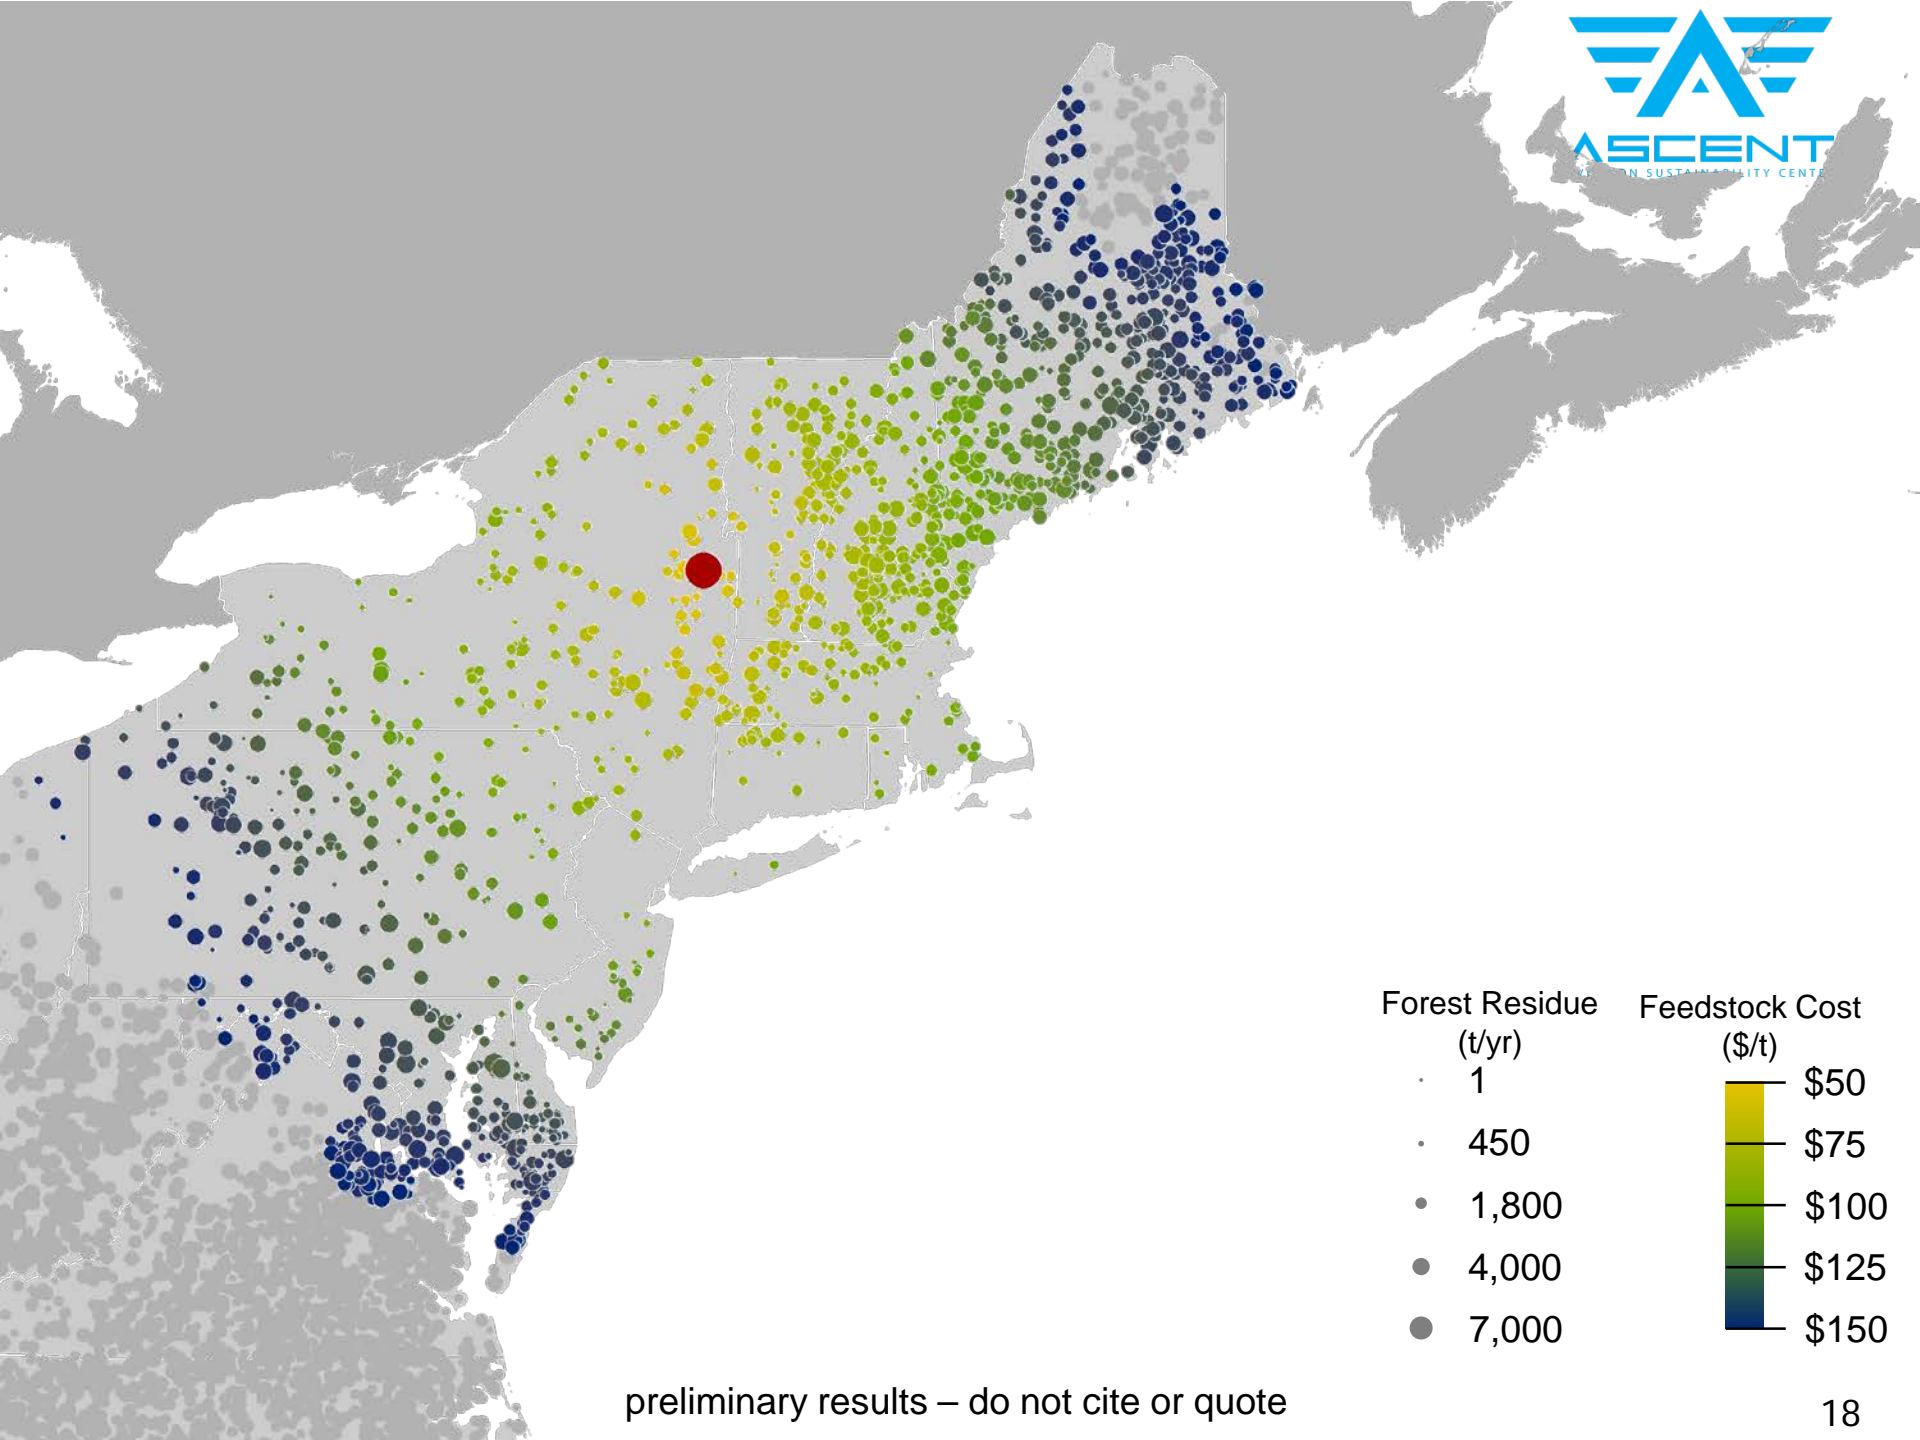 ASCENT
SUSTAINABILITY
Forest Residue
(t/yr)
1
450
1,800
4,000
7,000
Feedstock Cost
($/t)
$50
$75
$100
$125
$150
preliminary results – do not cite or quote
18